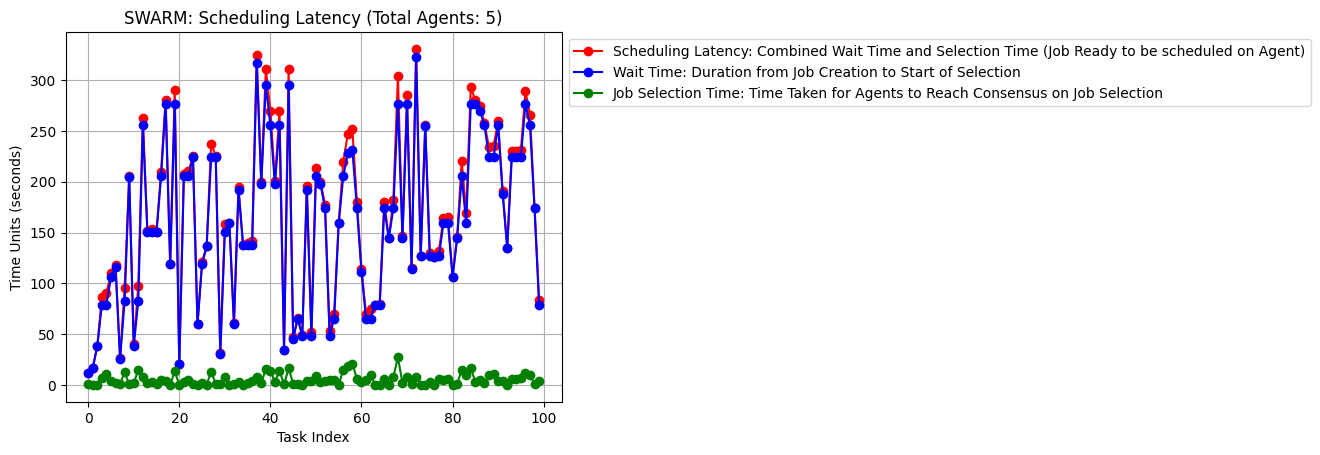 SWARM: Scheduling Latency (Total Agents: 5)
Scheduling Latency: Combined Wait Time and Selection Time (Job Ready to be scheduled on Agent)
Wait Time: Duration from Job Creation to Start of Selection
Job Selection Time: Time Taken for Agents to Reach Consensus on Job Selection
Time Units (seconds)
300
250
200
150
100
50
0
0 20 40 60 80 100
Task Index